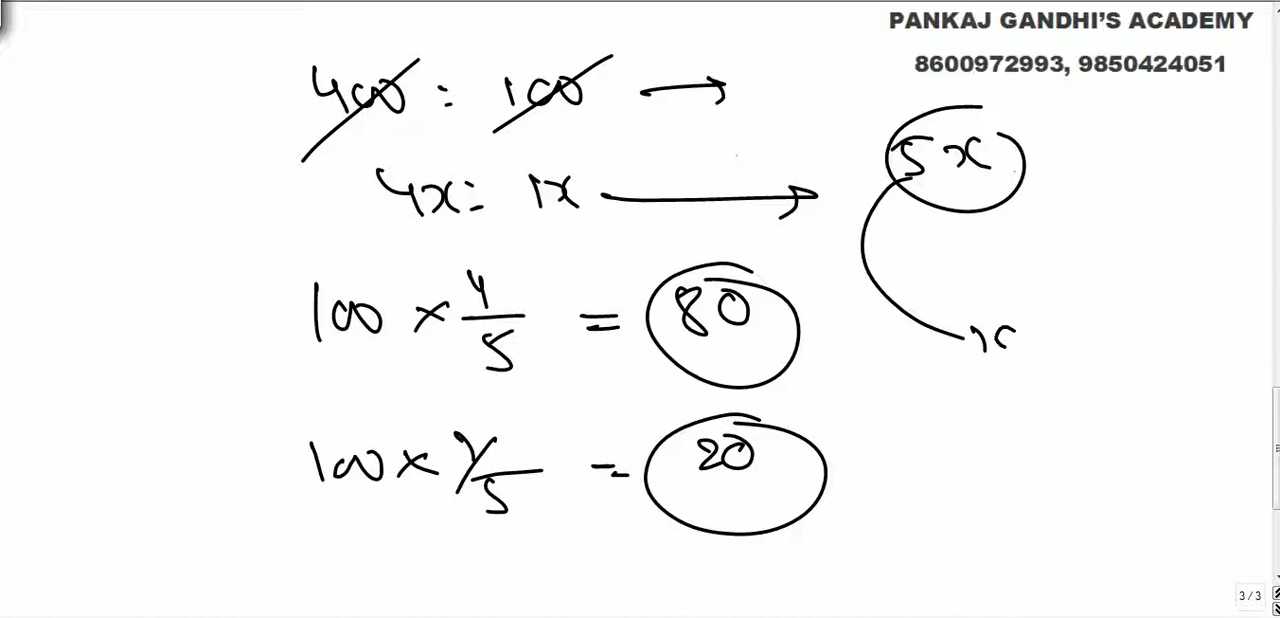 PANKAJ GANDHI'S ACADEMY
8600972993, 9850424051
400 : 100 →
4x : 1x → 5x
100 × 4/5 = 80
x
100 × 1/5 = 20
3/3